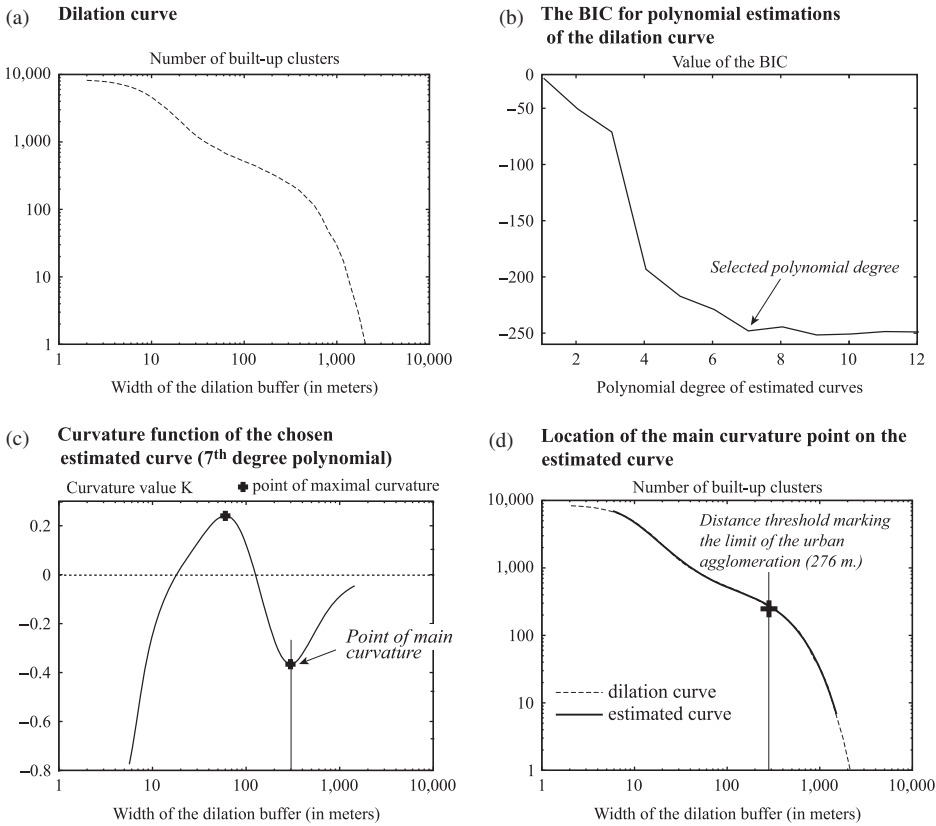 (a) Dilation curve
Number of built-up clusters
10,000
1,000
100
10
1
1 10 100 1,000 10,000
Width of the dilation buffer (in meters)
(b) The BIC for polynomial estimations
of the dilation curve
Value of the BIC
0
−50
−100
−150
−200
−250
Selected polynomial degree
2 4 6 8 10 12
Polynomial degree of estimated curves
(c) Curvature function of the chosen
estimated curve (7th degree polynomial)
Curvature value K point of maximal curvature
0.2
0
−0.2
−0.4
−0.6
−0.8
Point of main
curvature
1 10 100 1,000 10,000
Width of the dilation buffer (in meters)
(d) Location of the main curvature point on the
estimated curve
Number of built-up clusters
10,000
1,000
100
10
1
Distance threshold marking
the limit of the urban
agglomeration (276 m.)
dilation curve
estimated curve
1 10 100 1,000 10,000
Width of the dilation buffer (in meters)